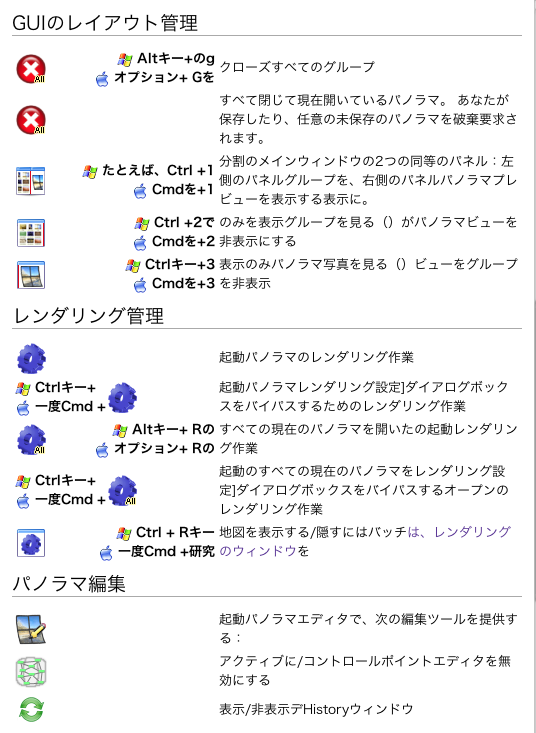 GUIのレイアウト管理
All
Altキー+のg
オプション+ Gを
クローズすべてのグループ
All
すべて閉じて現在開いているパノラマ。 あなたが
保存したり、任意の未保存のパノラマを破棄要求さ
れます。
たとえば、Ctrl +1
Cmdを+1
分割のメインウィンドウの2つの同等のパネル：左
側のパネルグループを、右側のパネルパノラマプレ
ビューを表示する表示に。
Ctrl +2で
Cmdを+2
のみを表示グループを見る（）がパノラマビューを
非表示にする
Ctrlキー+3
Cmdを+3
表示のみパノラマ写真を見る（）ビューをグループ
を非表示
レンダリング管理
起動パノラマのレンダリング作業
Ctrlキー+
一度Cmd +
起動パノラマレンダリング設定]ダイアログボック
スをバイパスするためのレンダリング作業
All
Altキー+ Rの
オプション+ Rの
すべての現在のパノラマを開いたの起動レンダリン
グ作業
Ctrlキー+
一度Cmd +
All
起動のすべての現在のパノラマをレンダリング設
定]ダイアログボックスをバイパスするオープンの
レンダリング作業
Ctrl + Rキー
一度Cmd +研究
地図を表示する/隠すにはバッチは、レンダリング
のウィンドウを
パノラマ編集
起動パノラマエディタで、次の編集ツールを提供す
る：
アクティブに/コントロールポイントエディタを無
効にする
表示/非表示デHistoryウィンドウ